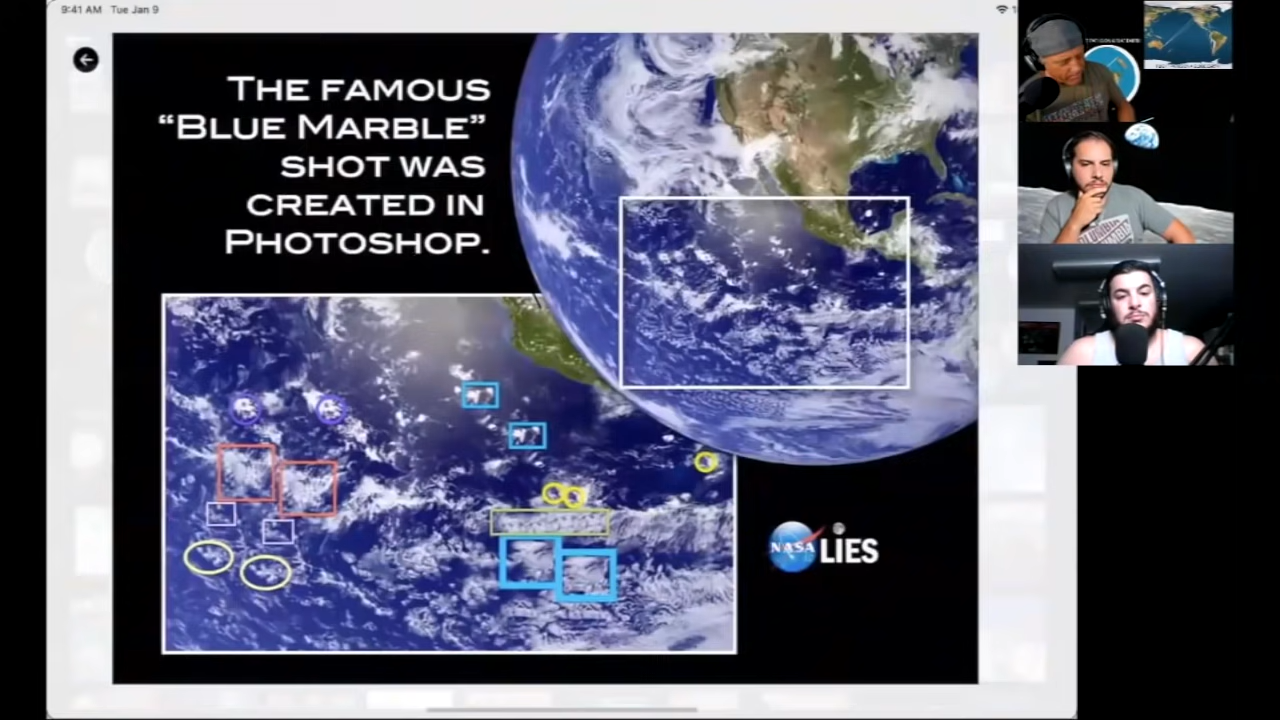 9:41 AM Tue Jan 9
THE FAMOUS
“BLUE MARBLE”
SHOT WAS
CREATED IN
PHOTOSHOP.
NASA LIES